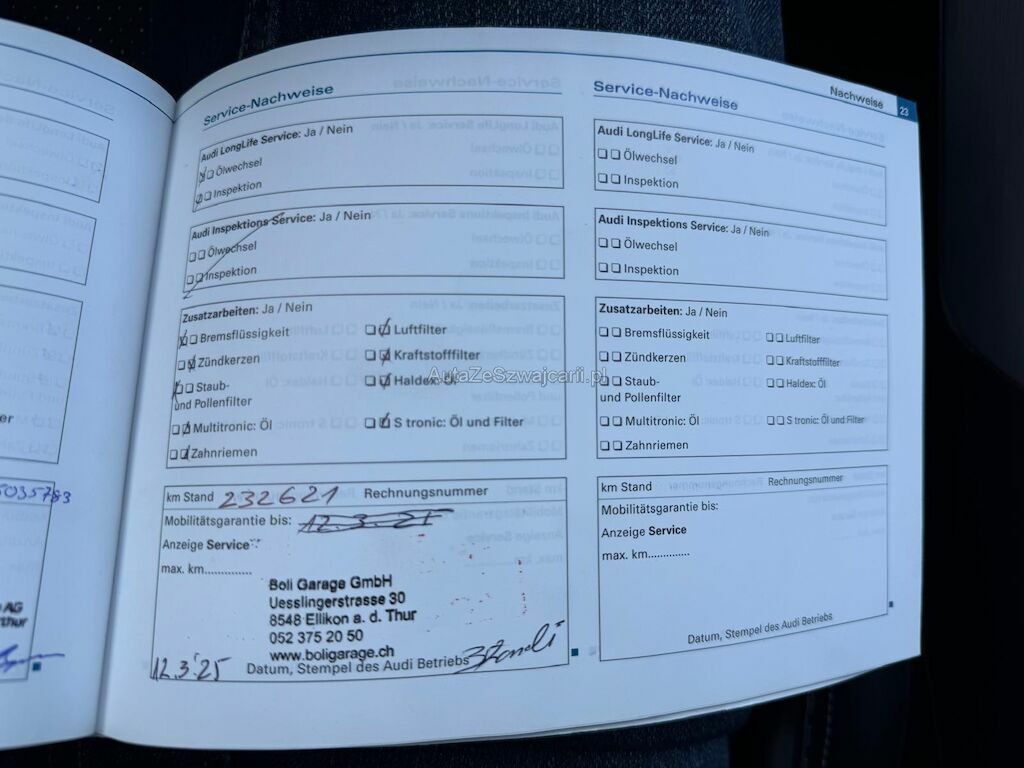 5035783
AG
Service-Nachweise
Audi LongLife Service: Ja / Nein
Ölwechsel
Inspektion
Audi Inspektions Service: Ja / Nein
Ölwechsel
Inspektion
Zusatzarbeiten: Ja / Nein
Bremsflüssigkeit Luftfilter
Zündkerzen Kraftstofffilter
Staub- Haldex: Öl
und Pollenfilter
Multitronic: Öl S tronic: Öl und Filter
Zahnriemen
km Stand 232621 Rechnungsnummer
Mobilitätsgarantie bis: 12.3.25
Anzeige Service
max. km..............
Boli Garage GmbH
Uesslingerstrasse 30
8548 Ellikon a. d. Thur
052 375 20 50
www.boligarage.ch
12.3.25 Datum, Stempel des Audi Betriebs
Nachweise 23
Service-Nachweise
Audi LongLife Service: Ja / Nein
Ölwechsel
Inspektion
Audi Inspektions Service: Ja / Nein
Ölwechsel
Inspektion
Zusatzarbeiten: Ja / Nein
Bremsflüssigkeit Luftfilter
Zündkerzen Kraftstofffilter
Staub- Haldex: Öl
und Pollenfilter
Multitronic: Öl S tronic: Öl und Filter
Zahnriemen
km Stand Rechnungsnummer
Mobilitätsgarantie bis:
Anzeige Service
max. km..............
Datum, Stempel des Audi Betriebs
AutaZeSzwajcarii.pl